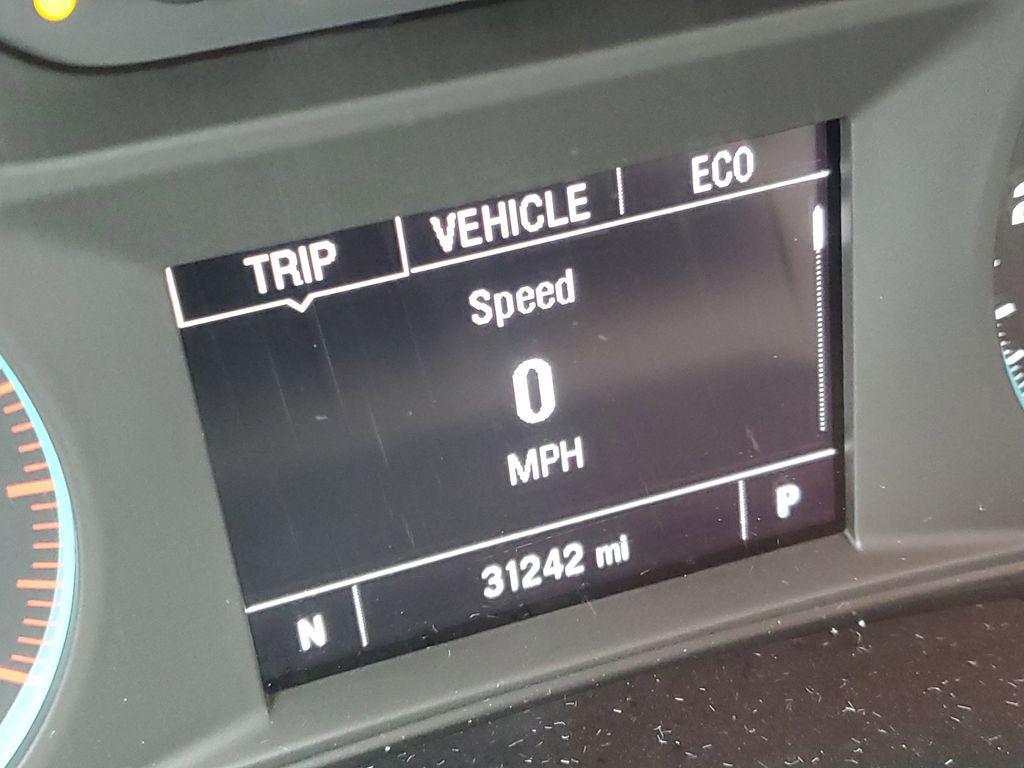 TRIP VEHICLE ECO
Speed
0
MPH
N 31242 mi P